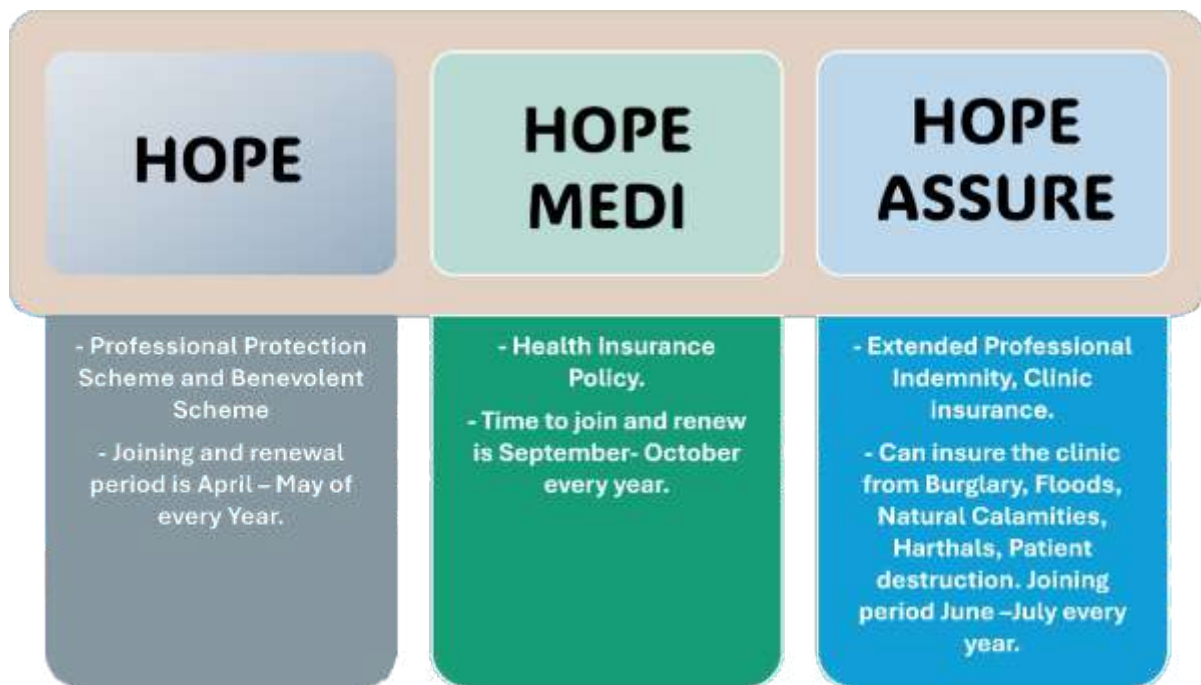 HOPE
- Professional Protection
Scheme and Benevolent
Scheme
- Joining and renewal
period is April – May of
every Year.
HOPE
MEDI
- Health Insurance
Policy.
- Time to join and renew
is September- October
every year.
HOPE
ASSURE
- Extended Professional
Indemnity, Clinic
Insurance.
- Can insure the clinic
from Burglary, Floods,
Natural Calamities,
Harthals, Patient
destruction. Joining
period June –July every
year.